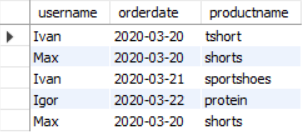 username orderdate productname
Ivan 2020-03-20 tshort
Max 2020-03-20 shorts
Ivan 2020-03-21 sportshoes
Igor 2020-03-22 protein
Max 2020-03-20 shorts